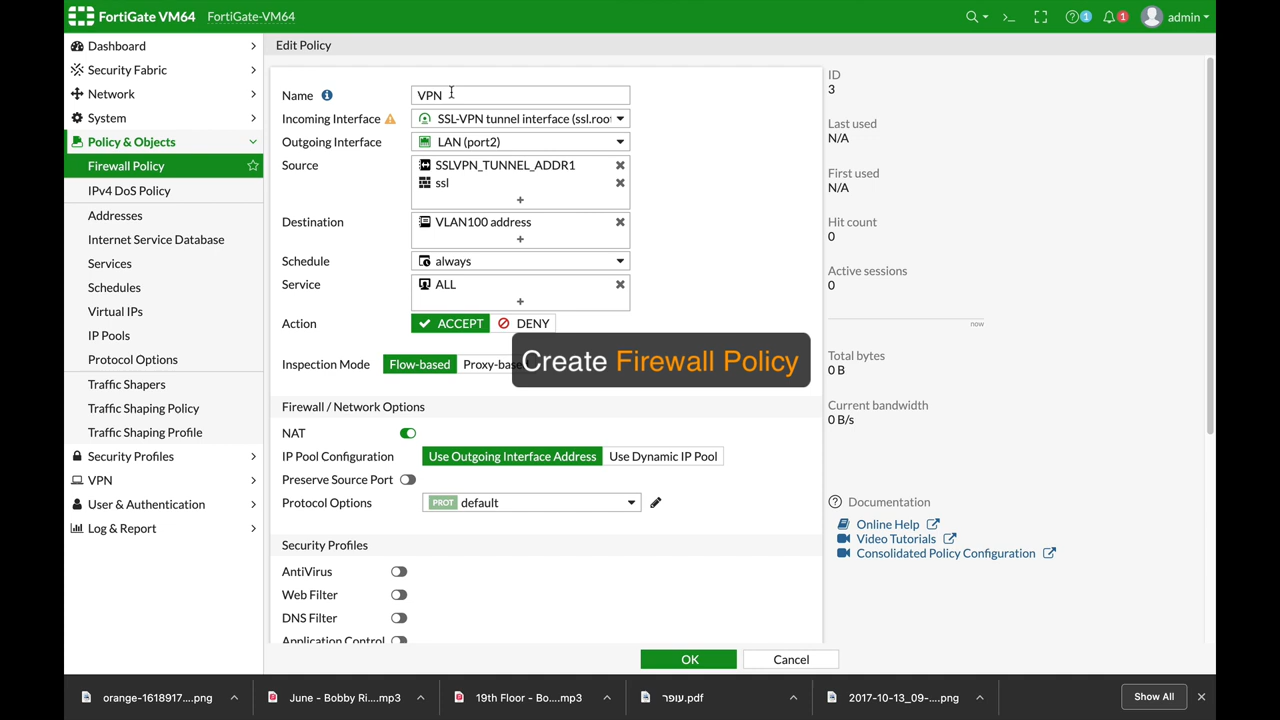 FortiGate VM64 FortiGate-VM64
1 1 admin
Dashboard
Security Fabric
Network
System
Policy & Objects
Firewall Policy
IPv4 DoS Policy
Addresses
Internet Service Database
Services
Schedules
Virtual IPs
IP Pools
Protocol Options
Traffic Shapers
Traffic Shaping Policy
Traffic Shaping Profile
Security Profiles
VPN
User & Authentication
Log & Report
Edit Policy
Name VPN
Incoming Interface SSL-VPN tunnel interface (ssl.root
Outgoing Interface LAN (port2)
Source SSLVPN_TUNNEL_ADDR1
ssl
+
Destination VLAN100 address
+
Schedule always
Service ALL
+
Action ACCEPT DENY
Create Firewall Policy
Inspection Mode Flow-based Proxy-base
Firewall / Network Options
NAT
IP Pool Configuration Use Outgoing Interface Address Use Dynamic IP Pool
Preserve Source Port
Protocol Options PROT default
Security Profiles
AntiVirus
Web Filter
DNS Filter
Application Control
OK Cancel
ID
3
Last used
N/A
First used
N/A
Hit count
0
Active sessions
0
now
Total bytes
0 B
Current bandwidth
0 B/s
Documentation
Online Help
Video Tutorials
Consolidated Policy Configuration
orange-1618917....png June - Bobby Ri....mp3 19th Floor - Bo....mp3 עופר.pdf 2017-10-13_09-....png Show All